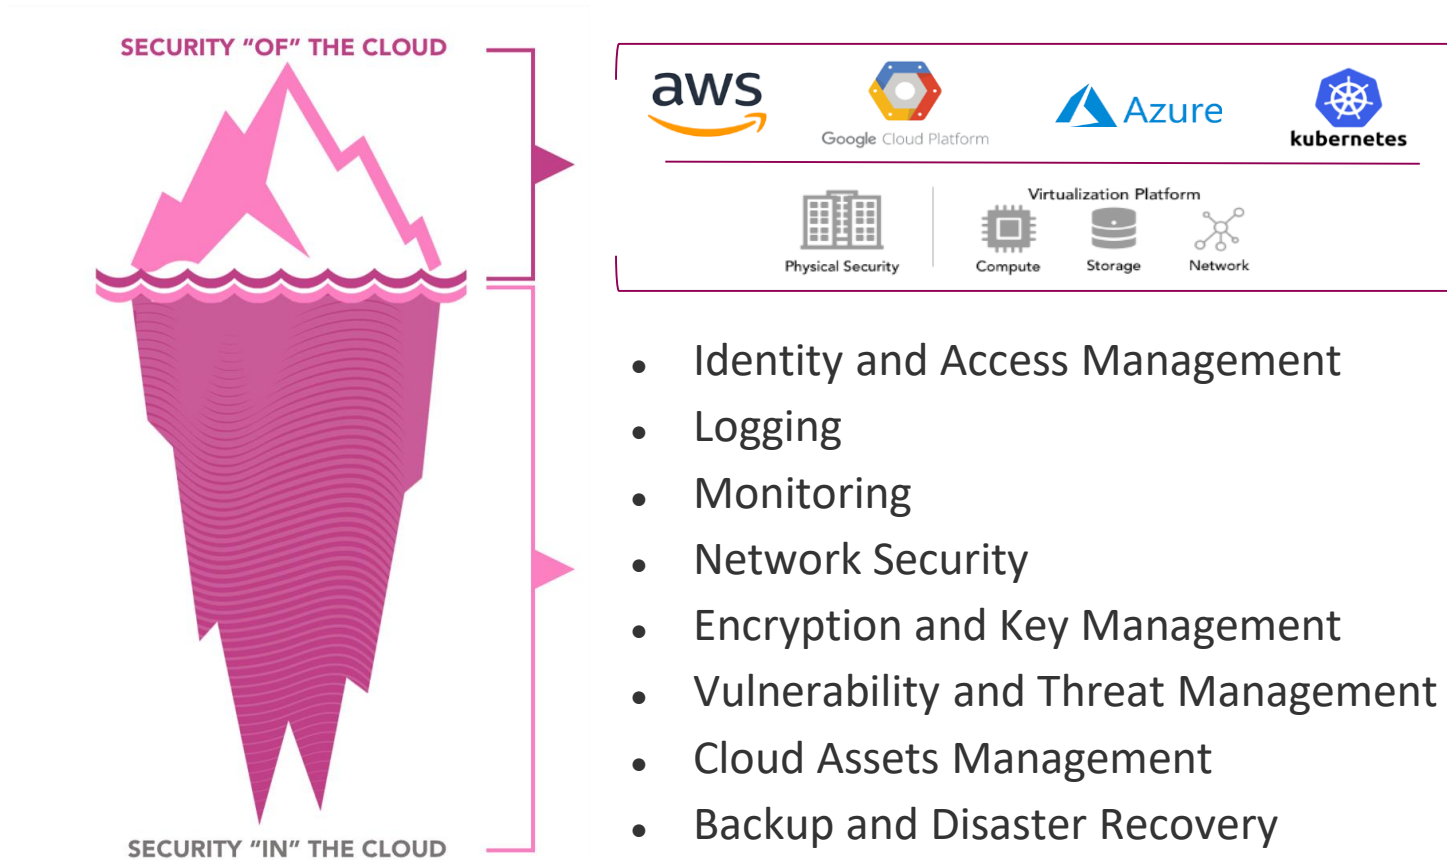 SECURITY "OF" THE CLOUD
aws
Google Cloud Platform
Azure
kubernetes
Virtualization Platform
Physical Security
Compute
Storage
Network
● Identity and Access Management
● Logging
● Monitoring
● Network Security
● Encryption and Key Management
● Vulnerability and Threat Management
● Cloud Assets Management
● Backup and Disaster Recovery
SECURITY "IN" THE CLOUD